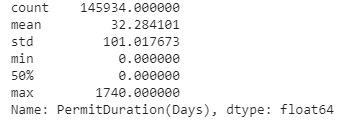 count    145934.000000
mean         32.284101
std         101.017673
min           0.000000
50%           0.000000
max        1740.000000
Name: PermitDuration(Days), dtype: float64